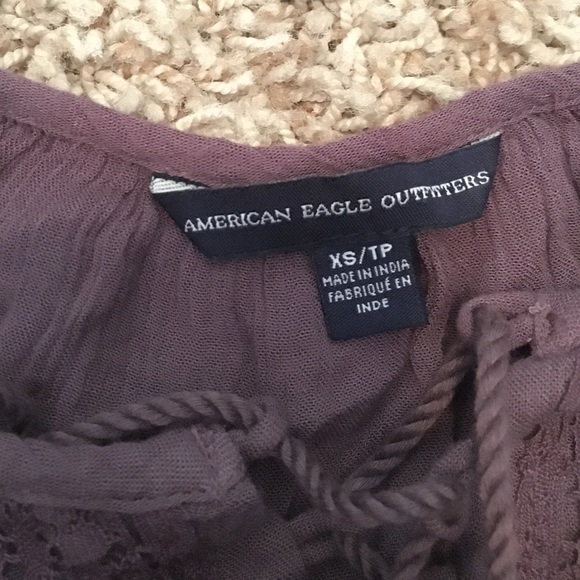 AMERICAN EAGLE OUTFITTERS
XS/TP
MADE IN INDIA
FABRIQUÉ EN
INDE